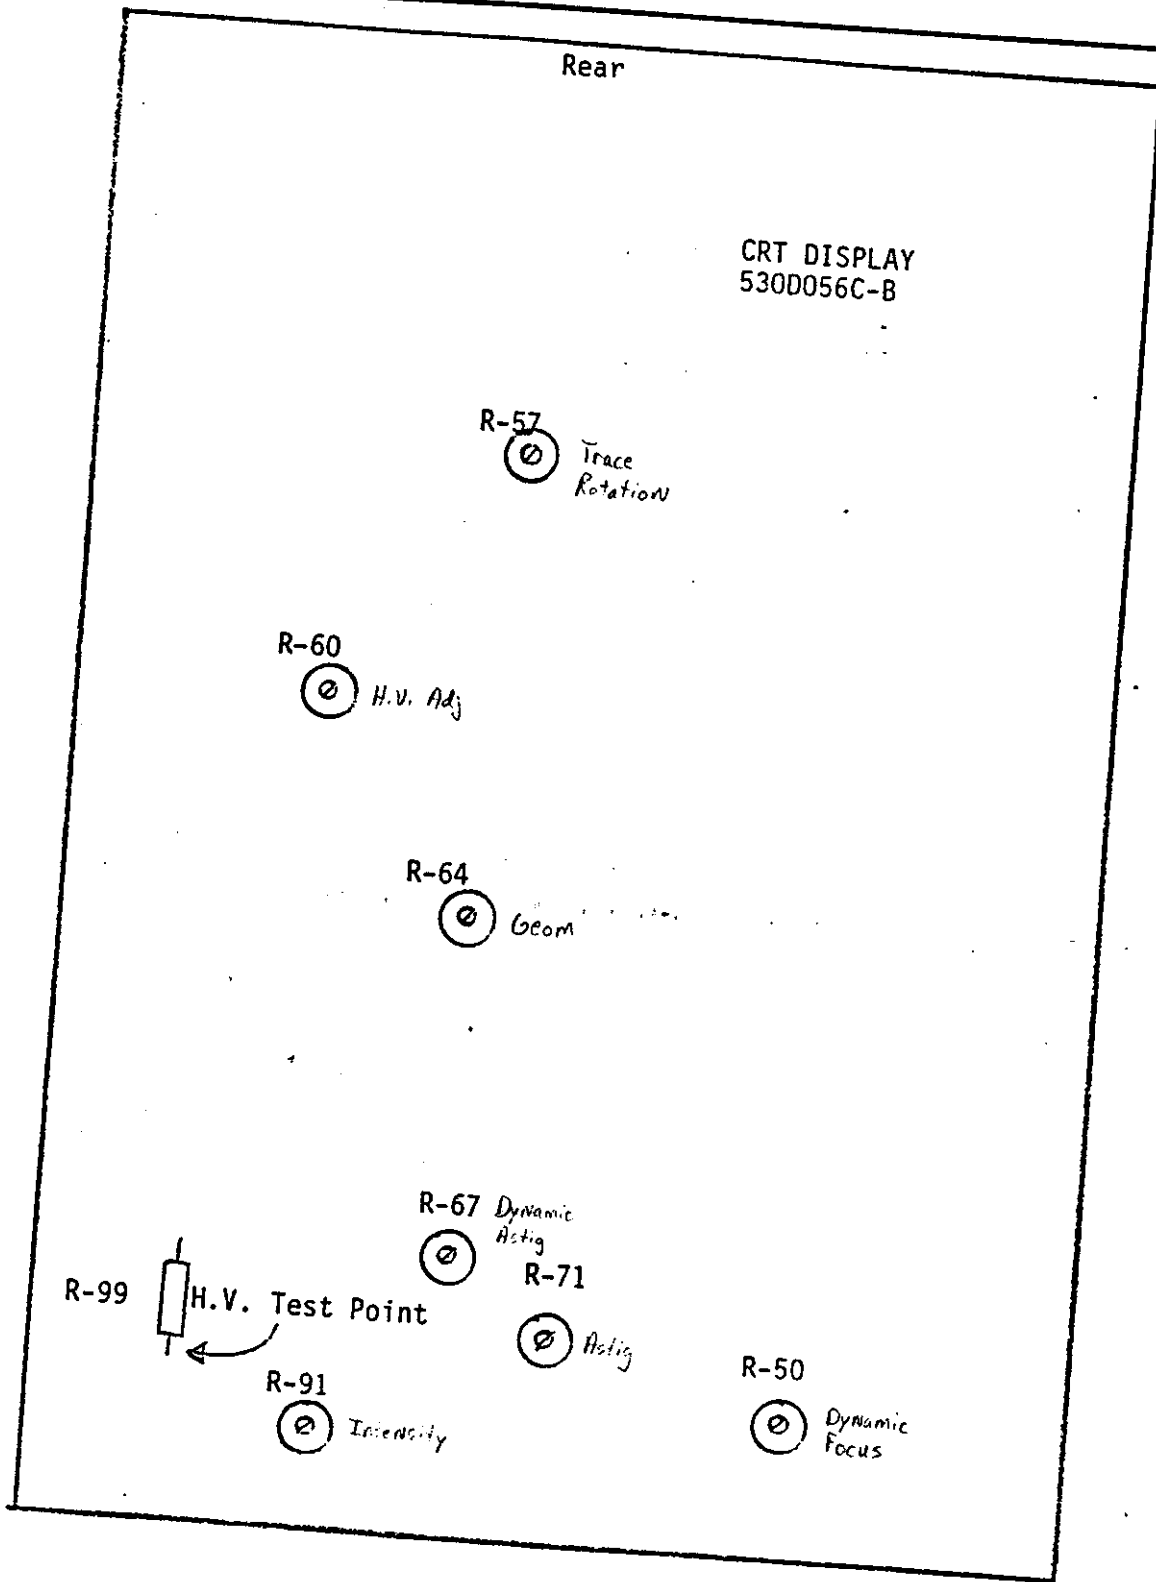 Rear
CRT DISPLAY
530D056C-B
R-57
Trace
Rotation
R-60
H.V. Adj
R-64
Geom
R-67 Dynamic
Astig
R-71
R-99
H.V. Test Point
Astig
R-50
R-91
Intensity
Dynamic
Focus